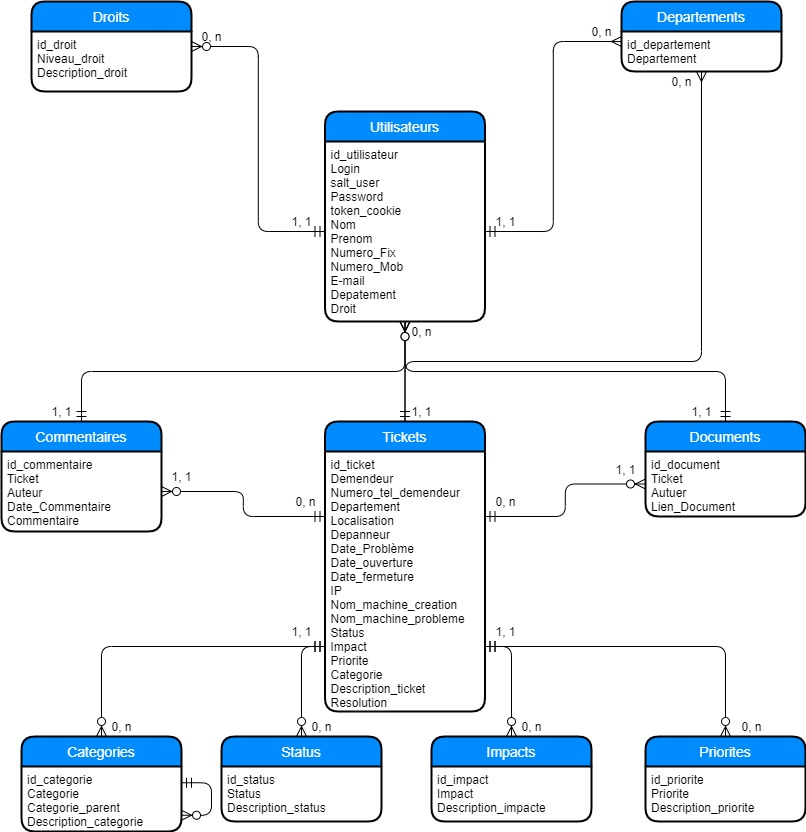 Droits
id_droit
Niveau_droit
Description_droit
0, n
Departements
id_departement
Departement
0, n
0, n
Utilisateurs
id_utilisateur
Login
salt_user
Password
token_cookie
Nom
Prenom
Numero_Fix
Numero_Mob
E-mail
Depatement
Droit
1, 1
1, 1
0, n
1, 1
1, 1
1, 1
Commentaires
id_commentaire
Ticket
Auteur
Date_Commentaire
Commentaire
1, 1
0, n
Tickets
id_ticket
Demendeur
Numero_tel_demendeur
Departement
Localisation
Depanneur
Date_Problème
Date_ouverture
Date_fermeture
IP
Nom_machine_creation
Nom_machine_probleme
Status
Impact
Priorite
Categorie
Description_ticket
Resolution
0, n
1, 1
Documents
id_document
Ticket
Autuer
Lien_Document
1, 1
1, 1
0, n
0, n
0, n
0, n
Categories
id_categorie
Categorie
Categorie_parent
Description_categorie
Status
id_status
Status
Description_status
Impacts
id_impact
Impact
Description_impacte
Priorites
id_priorite
Priorite
Description_priorite